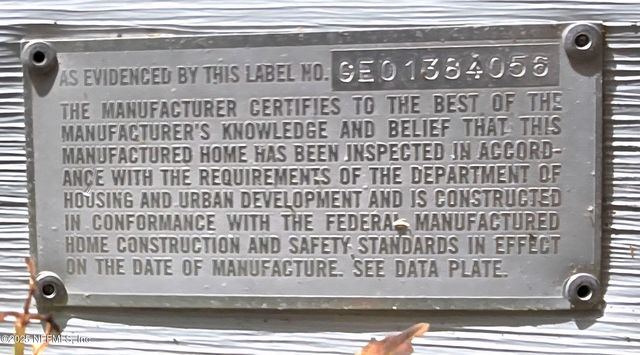 AS EVIDENCED BY THIS LABEL NO. GEO1384056
THE MANUFACTURER CERTIFIES TO THE BEST OF THE
MANUFACTURER'S KNOWLEDGE AND BELIEF THAT THIS
MANUFACTURED HOME HAS BEEN INSPECTED IN ACCORD-
ANCE WITH THE REQUIREMENTS OF THE DEPARTMENT OF
HOUSING AND URBAN DEVELOPMENT AND IS CONSTRUCTED
IN CONFORMANCE WITH THE FEDERAL MANUFACTURED
HOME CONSTRUCTION AND SAFETY STANDARDS IN EFFECT
ON THE DATE OF MANUFACTURE. SEE DATA PLATE.
©2025 NEFMLS, Inc